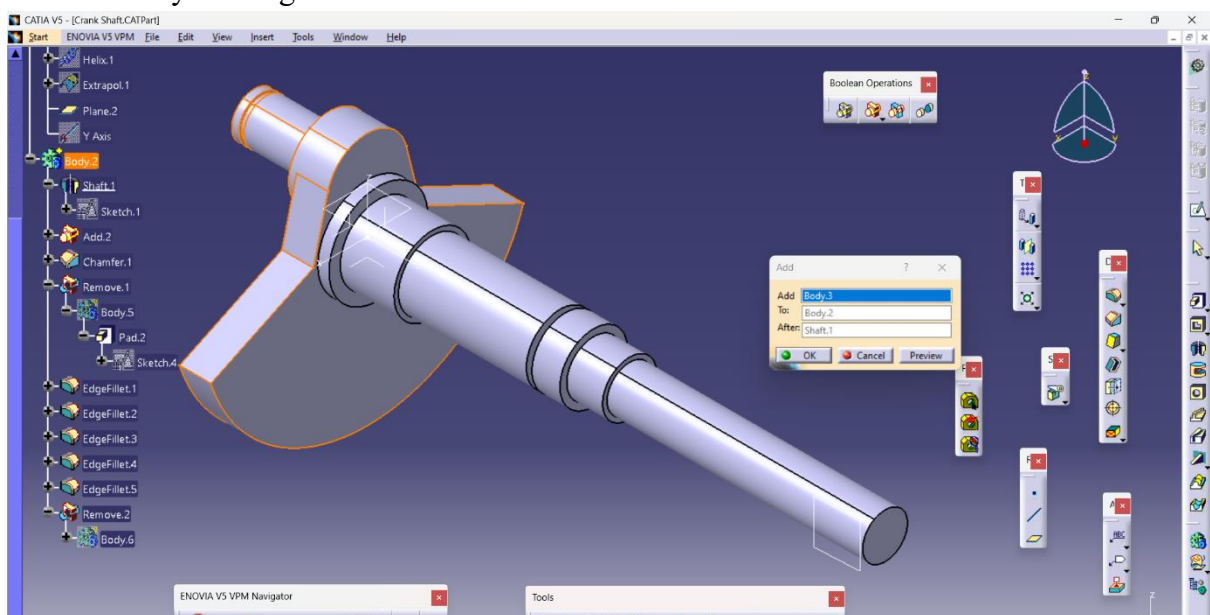 CATIA V5 - [Crank Shaft.CATPart]
Start ENOVIA V5 VPM File Edit View Insert Tools Window Help
Helix.1
Extrapol.1
Plane.2
Y Axis
Body.2
Shaft.1
Sketch.1
Add.2
Chamfer.1
Remove.1
Body.5
Pad.2
Sketch.4
EdgeFillet.1
EdgeFillet.2
EdgeFillet.3
EdgeFillet.4
EdgeFillet.5
Remove.2
Body.6
Boolean Operations
Add ?
Add Body.3
To: Body.2
After: Shaft.1
OK Cancel Preview
T
D
S
F
A
ABC
z
ENOVIA V5 VPM Navigator
Tools